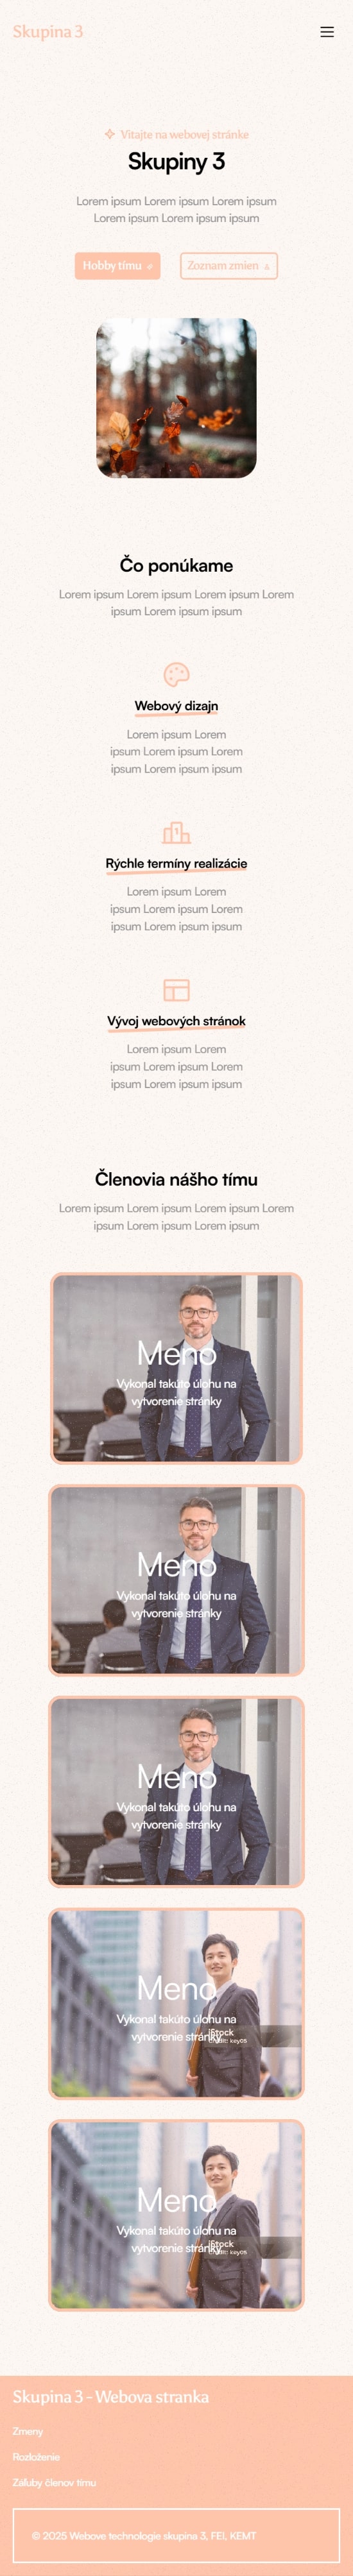 Skupina 3
Vitajte na webovej stránke
Skupiny 3
Lorem ipsum Lorem ipsum Lorem ipsum
Lorem ipsum Lorem ipsum ipsum
Hobby tímu
Zoznam zmien
Čo ponúkame
Lorem ipsum Lorem ipsum Lorem ipsum Lorem
ipsum Lorem ipsum ipsum
Webový dizajn
Lorem ipsum Lorem
ipsum Lorem ipsum Lorem
ipsum Lorem ipsum ipsum
1
Rýchle termíny realizácie
Lorem ipsum Lorem
ipsum Lorem ipsum Lorem
ipsum Lorem ipsum ipsum
Vývoj webových stránok
Lorem ipsum Lorem
ipsum Lorem ipsum Lorem
ipsum Lorem ipsum ipsum
Členovia nášho tímu
Lorem ipsum Lorem ipsum Lorem ipsum Lorem
ipsum Lorem ipsum Lorem ipsum
Meno
Vykonal takúto úlohu na
vytvorenie stránky
Meno
Vykonal takúto úlohu na
vytvorenie stránky
Meno
Vykonal takúto úlohu na
vytvorenie stránky
Meno
Vykonal takúto úlohu na
vytvorenie stránky
iStock
Credit: keyos
Meno
Vykonal takúto úlohu na
vytvorenie stránky
iStock
Credit: keyos
Skupina 3 - Webova stranka
Zmeny
Rozloženie
Záľuby členov tímu
© 2025 Webove technologie skupina 3, FEI, KEMT